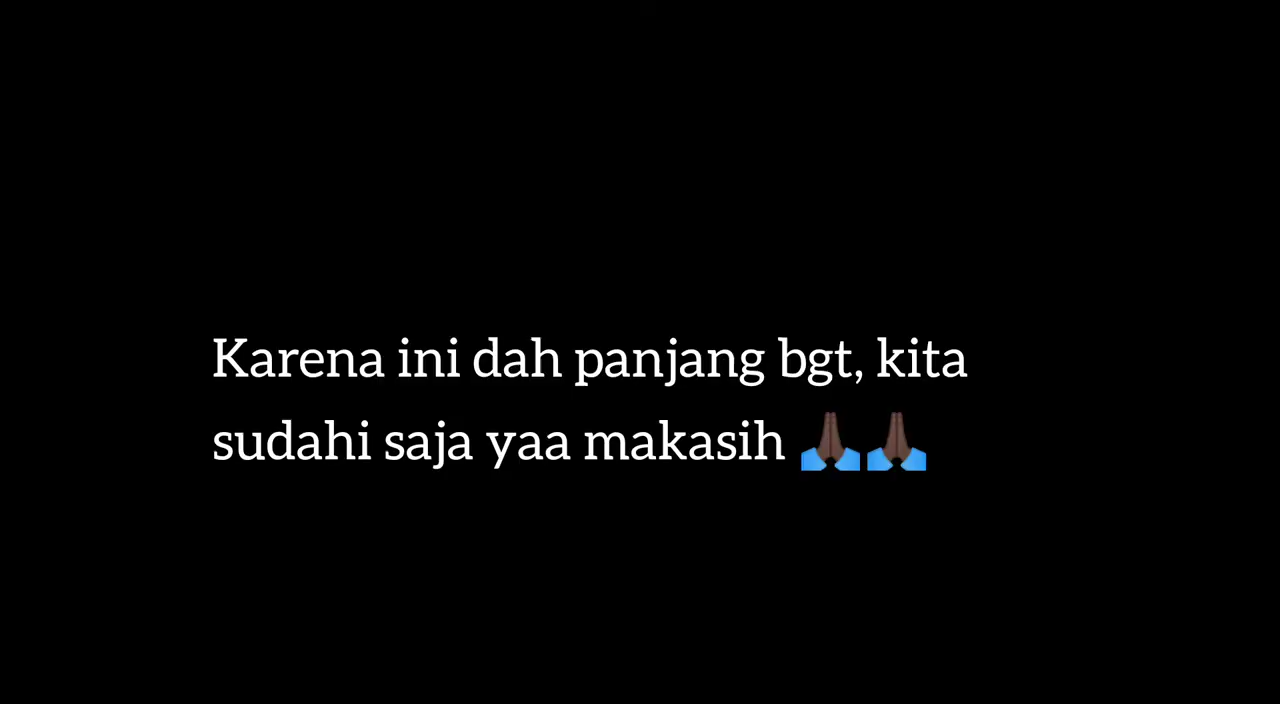 Karena ini dah panjang bgt, kita
sudahi saja yaa makasih 🙏🏿🙏🏿